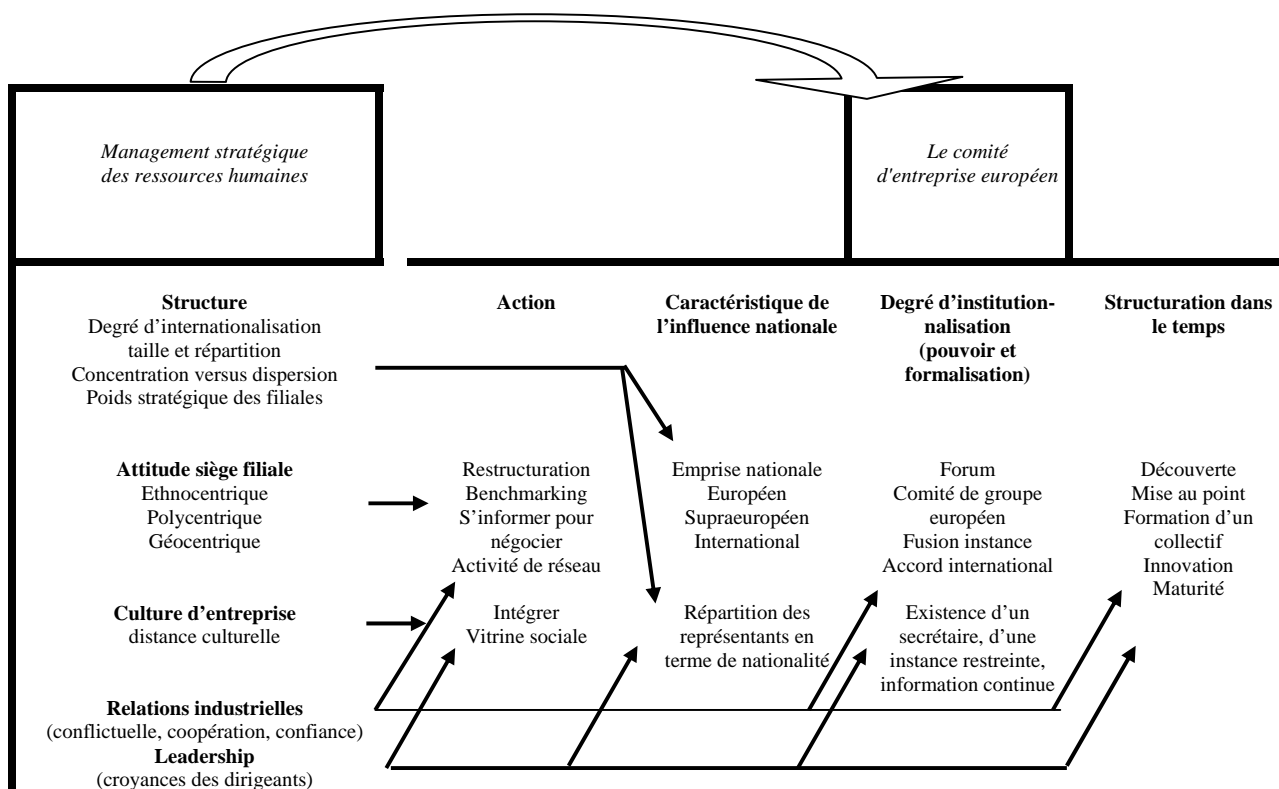 Management stratégique
des ressources humaines
Le comité
d'entreprise européen
Structure
Degré d'internationalisation
taille et répartition
Concentration versus dispersion
Poids stratégique des filiales
Action
Caractéristique de
l'influence nationale
Degré d'institution-
nalisation
(pouvoir et
formalisation)
Structuration dans
le temps
Attitude siège filiale
Ethnocentrique
Polycentrique
Géocentrique
Restructuration
Benchmarking
S'informer pour
négocier
Activité de réseau
Emprise nationale
Européen
Supraeuropéen
International
Forum
Comité de groupe
européen
Fusion instance
Accord international
Découverte
Mise au point
Formation d'un
collectif
Innovation
Maturité
Culture d'entreprise
distance culturelle
Intégrer
Vitrine sociale
Répartition des
représentants en
terme de nationalité
Existence d'un
secrétaire, d'une
instance restreinte,
information continue
Relations industrielles
(conflictuelle, coopération, confiance)
Leadership
(croyances des dirigeants)